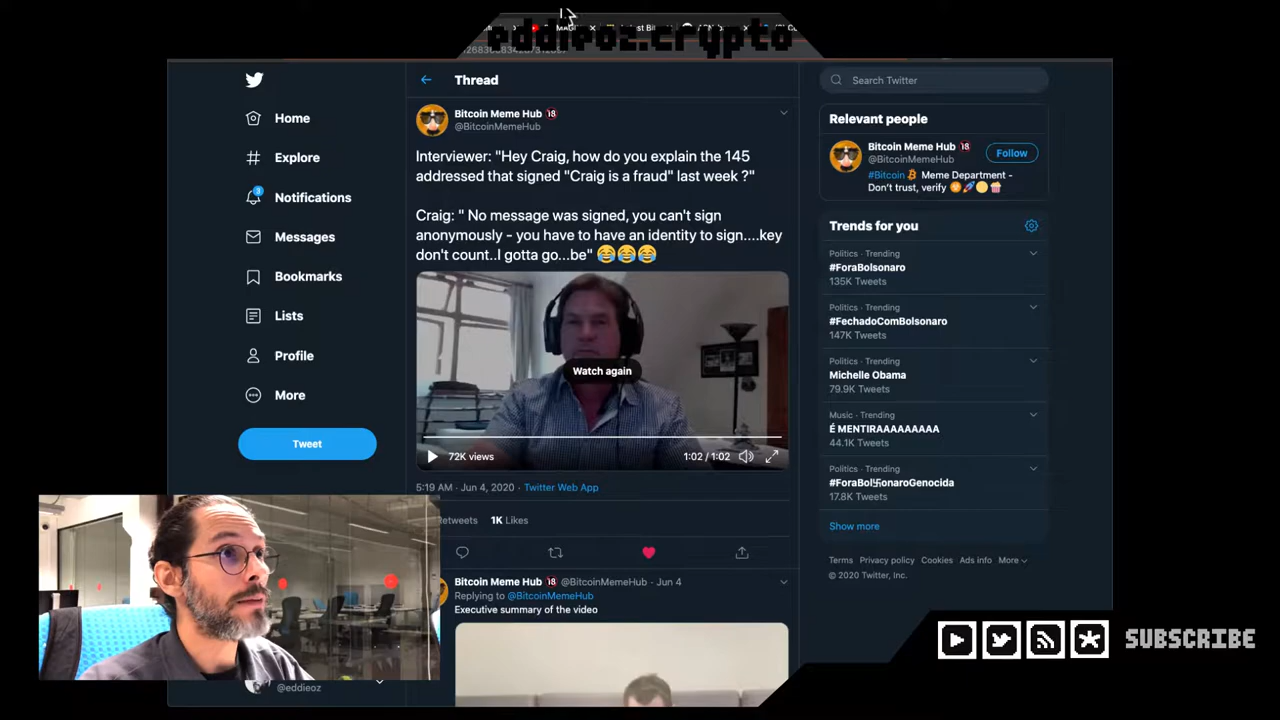 eddieoz.crypto
Thread
Search Twitter
Home
Explore
Notifications
3
Messages
Bookmarks
Lists
Profile
More
Tweet
@eddieoz
Bitcoin Meme Hub 🔞
@BitcoinMemeHub
Interviewer: "Hey Craig, how do you explain the 145
addressed that signed "Craig is a fraud" last week ?"
Craig: " No message was signed, you can't sign
anonymously - you have to have an identity to sign....key
don't count..I gotta go...be" 😂😂😂
Watch again
72K views
1:02 / 1:02
5:19 AM · Jun 4, 2020 · Twitter Web App
etweets 1K Likes
Bitcoin Meme Hub 🔞 @BitcoinMemeHub · Jun 4
Replying to @BitcoinMemeHub
Executive summary of the video
Relevant people
Bitcoin Meme Hub 🔞
@BitcoinMemeHub
Follow
#Bitcoin Meme Department -
Don't trust, verify
Trends for you
Politics · Trending
#ForaBolsonaro
135K Tweets
Politics · Trending
#FechadoComBolsonaro
147K Tweets
Politics · Trending
Michelle Obama
79.9K Tweets
Music · Trending
É MENTIRAAAAAAAAA
44.1K Tweets
Politics · Trending
#ForaBolsonaroGenocida
17.8K Tweets
Show more
Terms Privacy policy Cookies Ads info More
© 2020 Twitter, Inc.
SUBSCRIBE